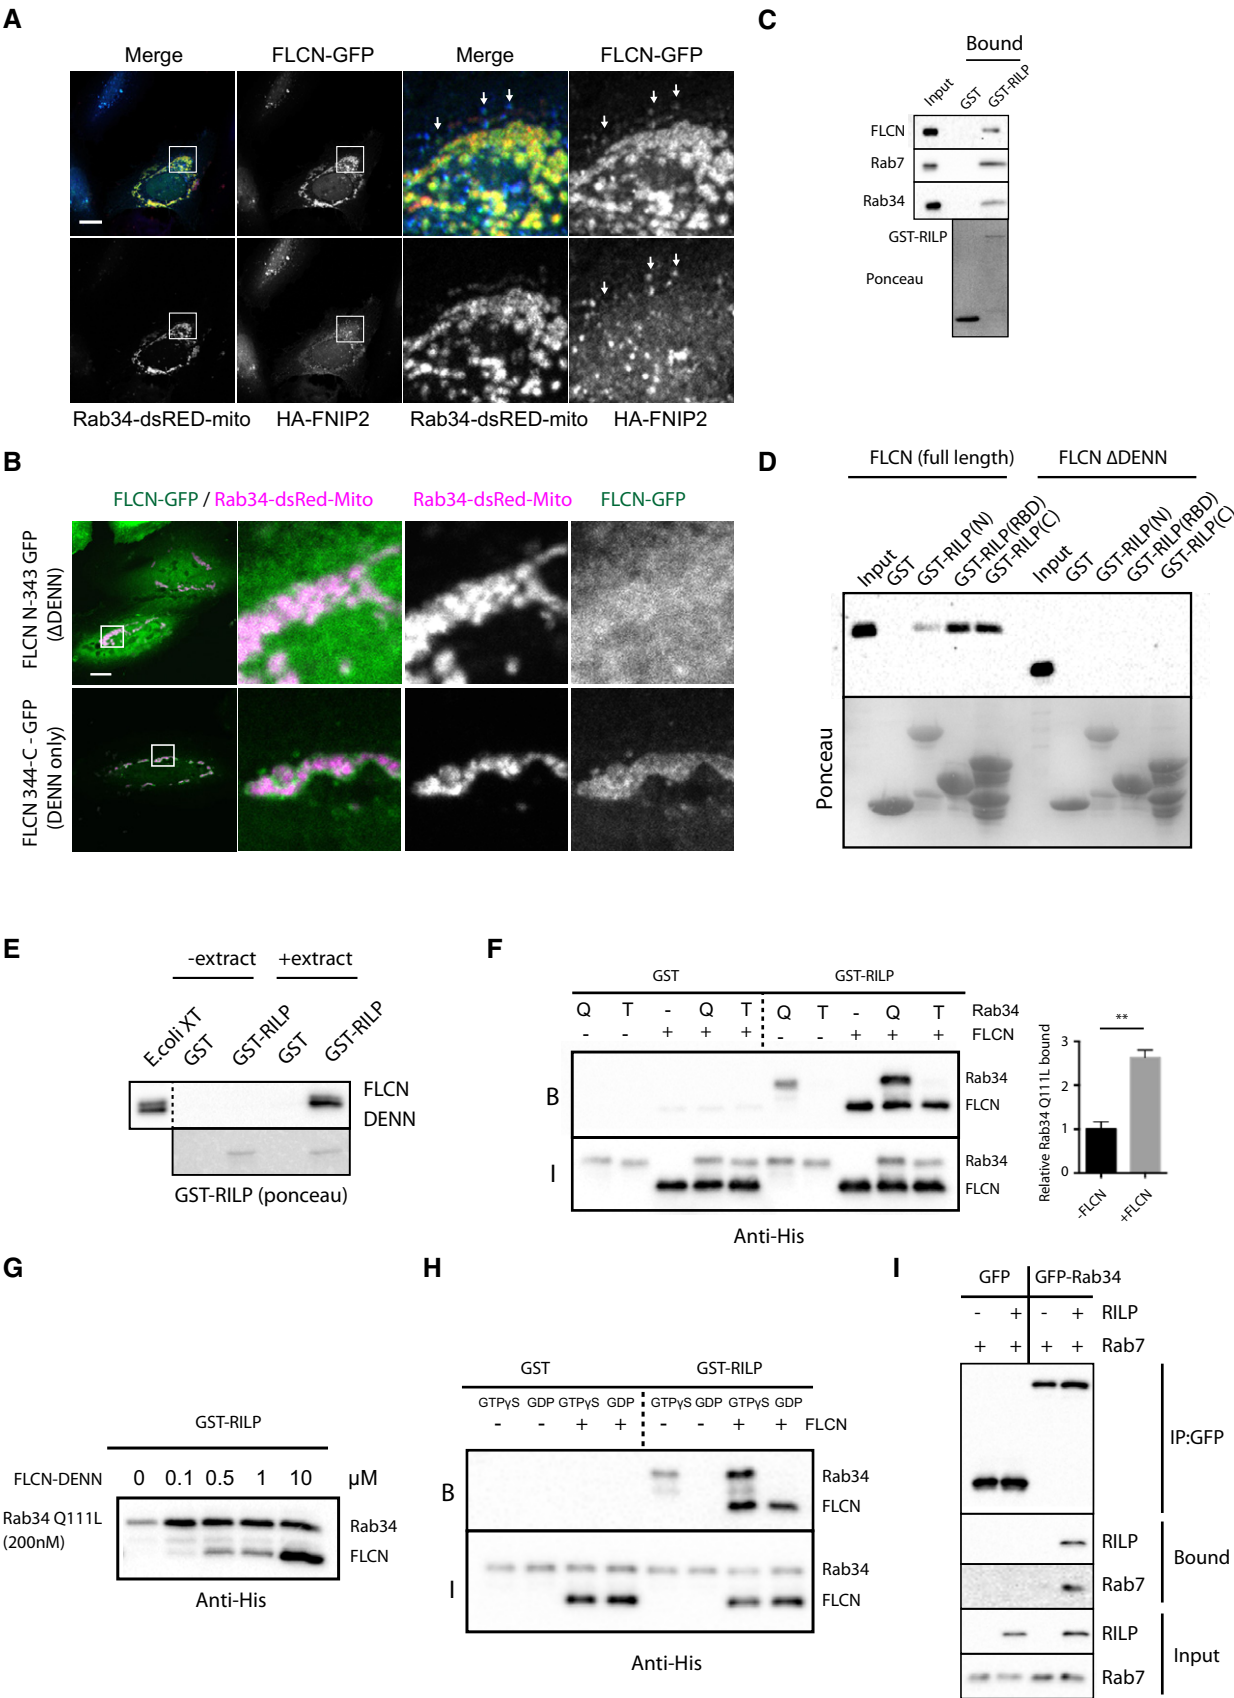 A
Merge
FLCN-GFP
Merge
FLCN-GFP
Rab34-dsRED-mito
HA-FNIP2
Rab34-dsRED-mito
HA-FNIP2
B
FLCN-GFP / Rab34-dsRed-Mito
Rab34-dsRed-Mito
FLCN-GFP
FLCN N-343 GFP
(ΔDENN)
FLCN 344-C - GFP
(DENN only)
C
Bound
Input
GST
GST-RILP
FLCN
Rab7
Rab34
GST-RILP
Ponceau
D
FLCN (full length)
FLCN ΔDENN
Input
GST
GST-RILP(N)
GST-RILP(RBD)
GST-RILP(C)
Input
GST
GST-RILP(N)
GST-RILP(RBD)
GST-RILP(C)
Ponceau
E
-extract
+extract
E.coli XT
GST
GST-RILP
GST
GST-RILP
FLCN
DENN
GST-RILP (ponceau)
F
GST
GST-RILP
Q T - Q T Q T - Q T Rab34
- - + + + - - + + + FLCN
B
Rab34
FLCN
I
Rab34
FLCN
Anti-His
**
Relative Rab34 Q111L bound
3
2
1
0
-FLCN
+FLCN
G
GST-RILP
FLCN-DENN 0 0.1 0.5 1 10 μM
Rab34 Q111L
(200nM)
Rab34
FLCN
Anti-His
H
GST
GST-RILP
GTPγS GDP GTPγS GDP GTPγS GDP GTPγS GDP
- - + + - - + + FLCN
B
Rab34
FLCN
I
Rab34
FLCN
Anti-His
I
GFP
GFP-Rab34
- + - + RILP
+ + + + Rab7
IP:GFP
RILP
Rab7
Bound
RILP
Rab7
Input